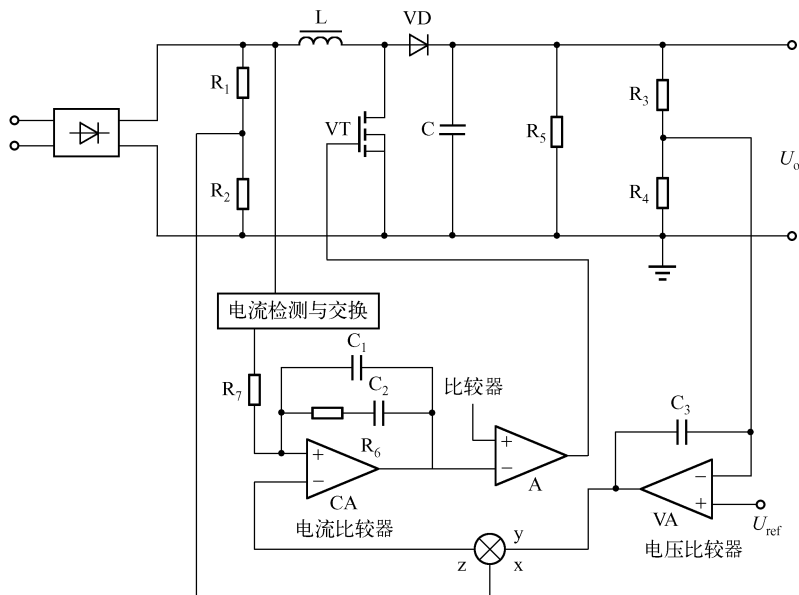 L
VD
R1
R3
VT
C
R5
Uo
R2
R4
电流检测与交换
C1
R7
C2
比较器
C3
R6
+
−
CA
电流比较器
+
−
A
−
+
VA
Uref
电压比较器
y
z
x